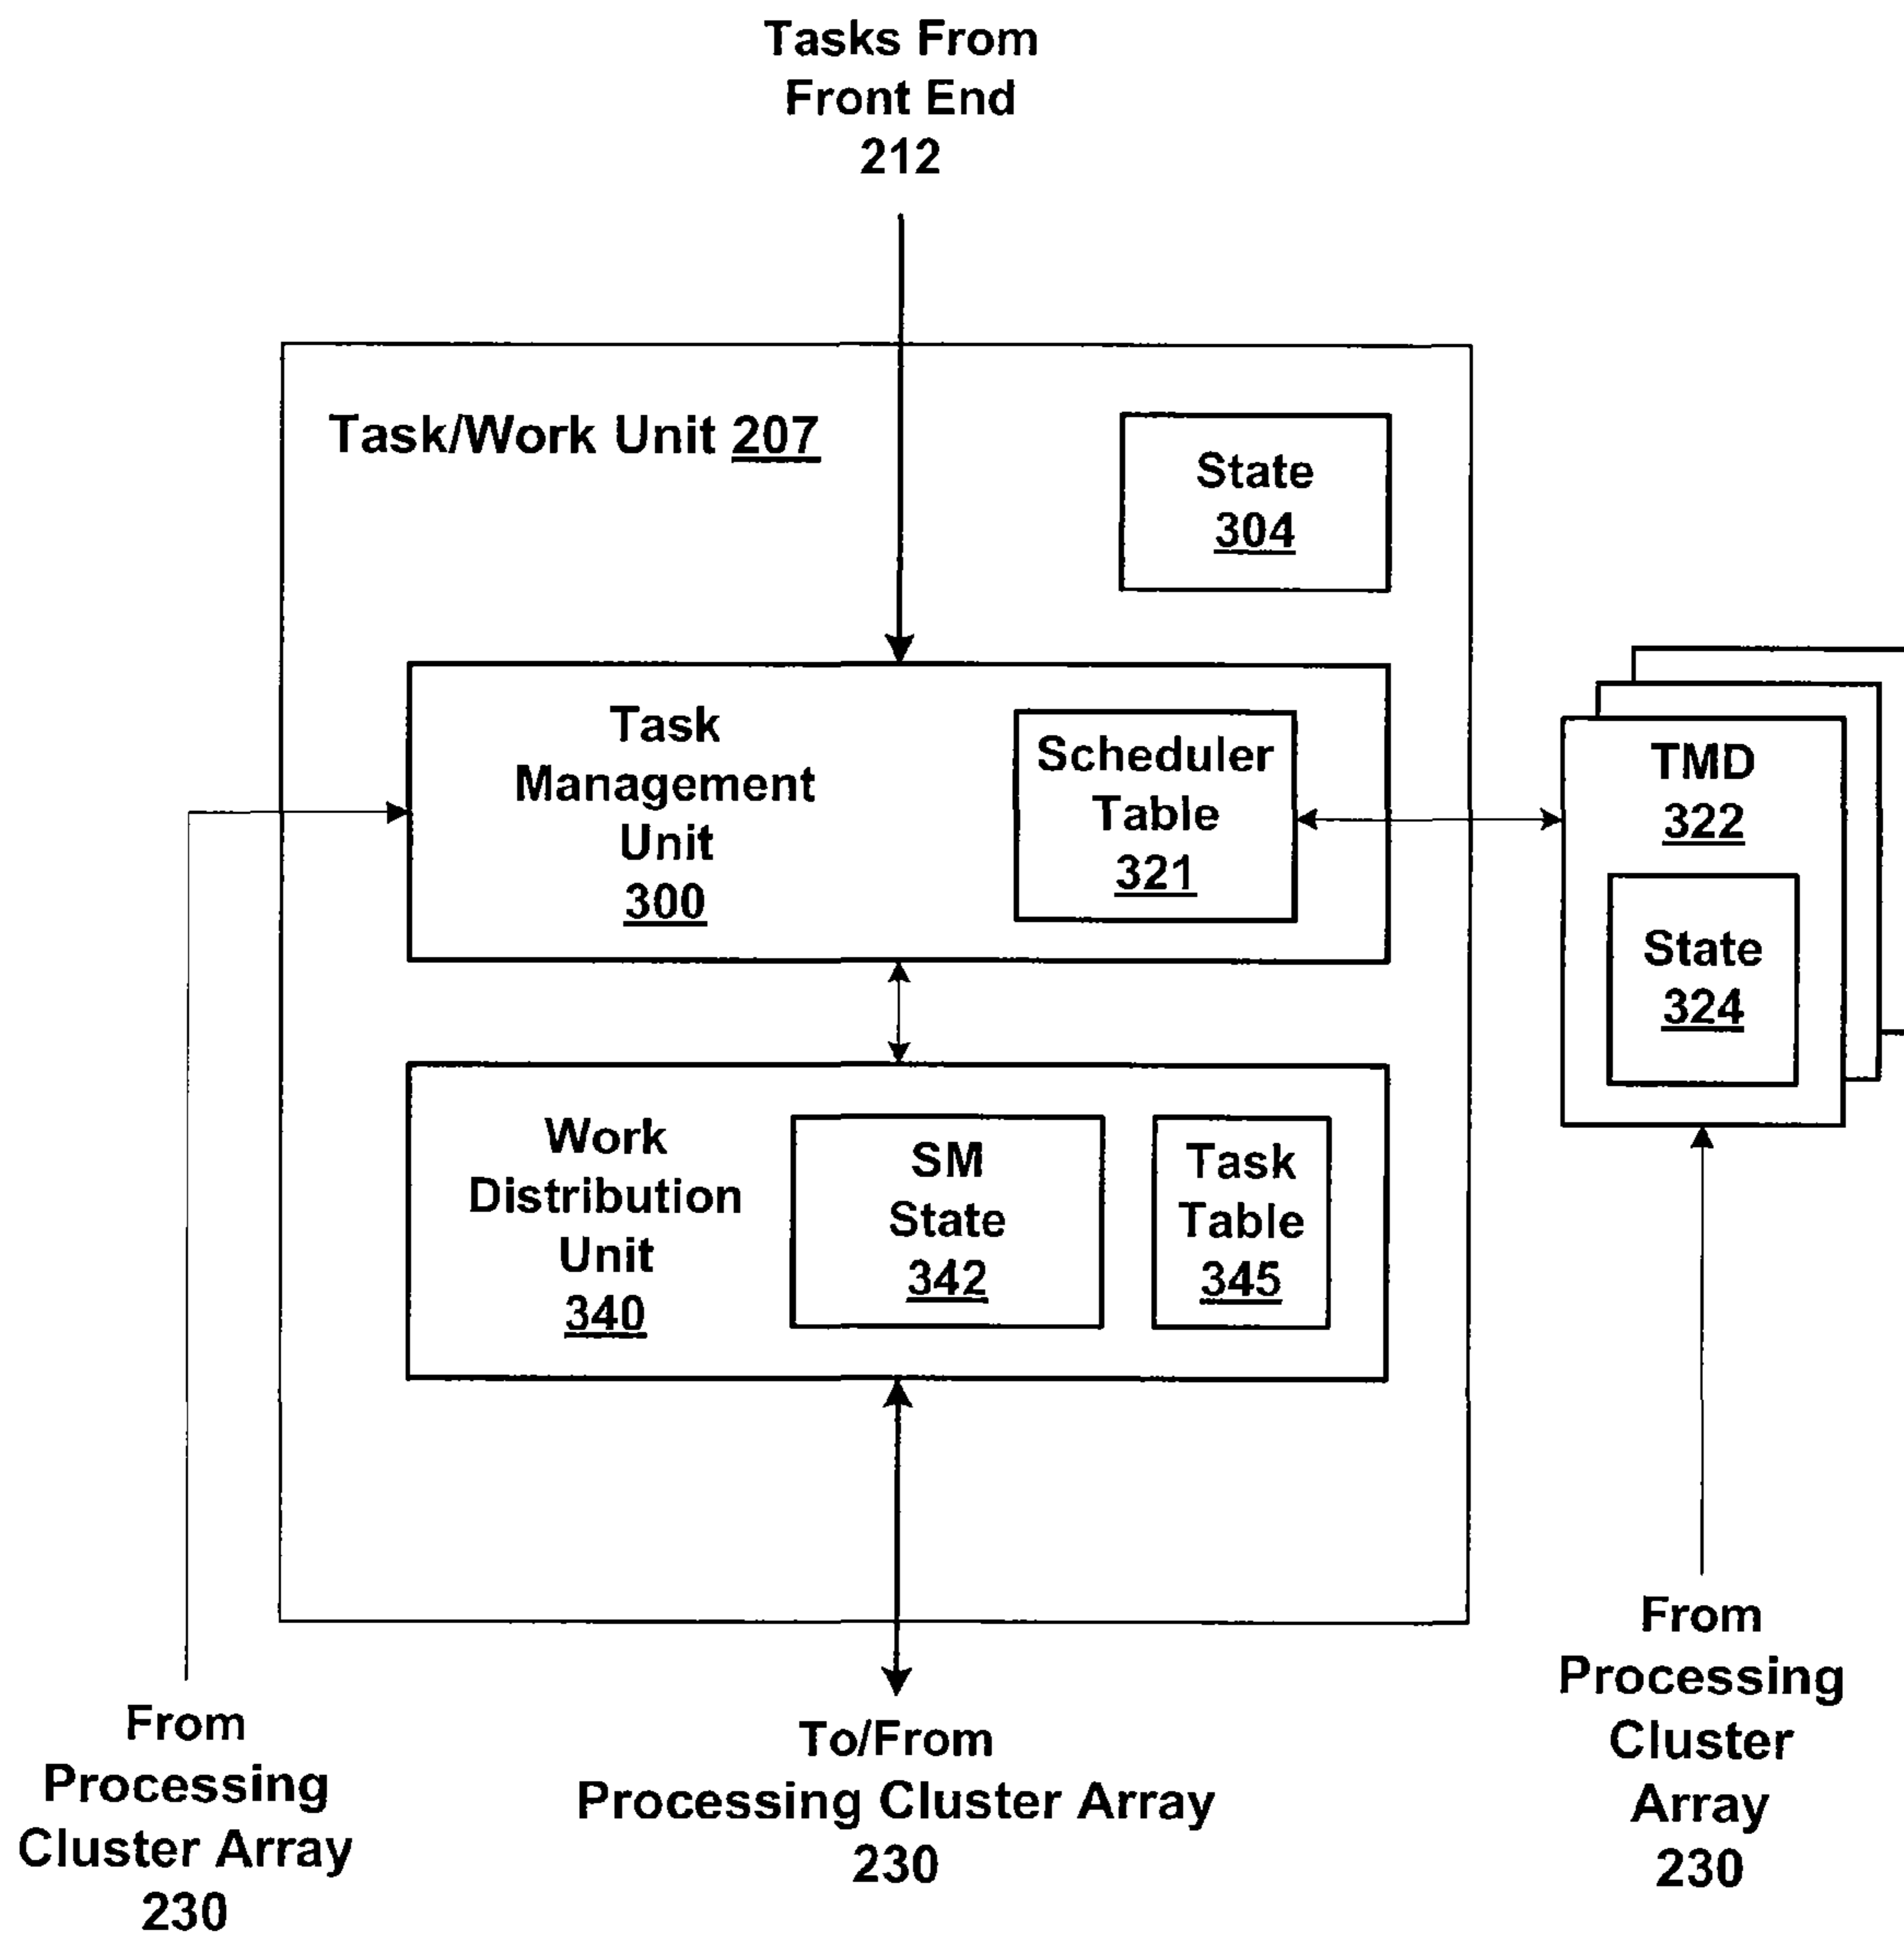 Tasks From
Front End
212
Task/Work Unit 207
State
304
Task
Management
Unit
300
Scheduler
Table
321
TMD
322
State
324
Work
Distribution
Unit
340
SM
State
342
Task
Table
345
From
Processing
Cluster Array
230
To/From
Processing Cluster Array
230
From
Processing
Cluster
Array
230